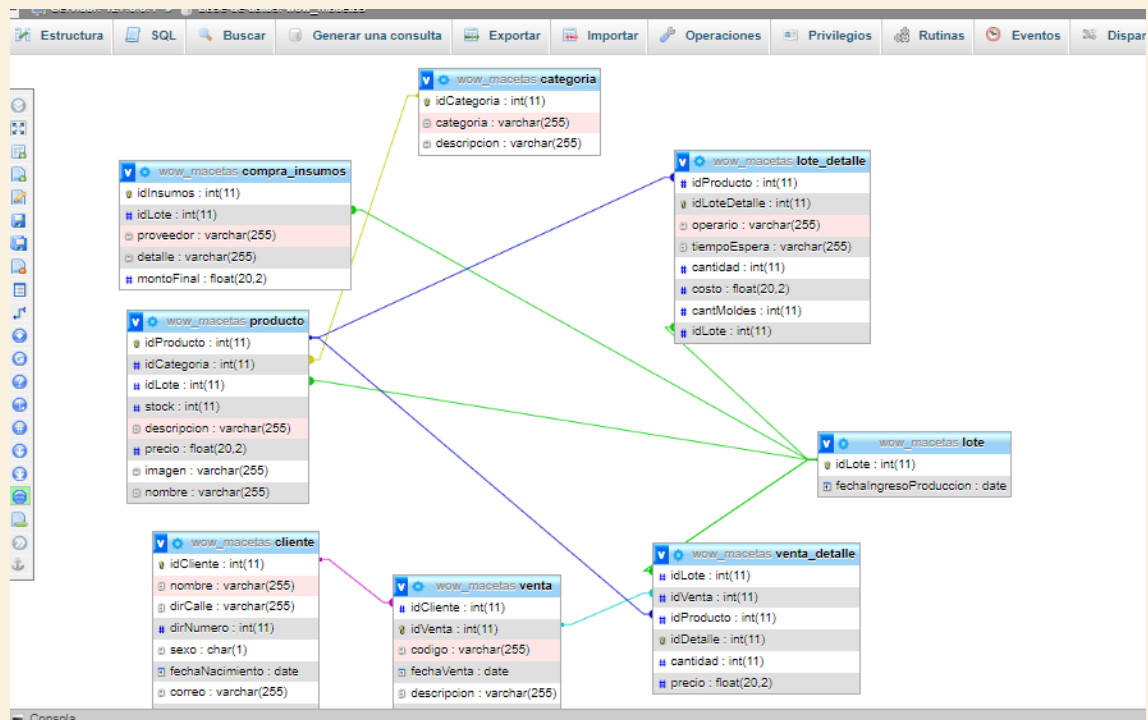 Estructura SQL Buscar Generar una consulta Exportar Importar Operaciones Privilegios Rutinas Eventos Dispar
wow_macetas categoria
idCategoria : int(11)
categoria : varchar(255)
descripcion : varchar(255)
wow_macetas compra_insumos
idInsumos : int(11)
idLote : int(11)
proveedor : varchar(255)
detalle : varchar(255)
montoFinal : float(20,2)
wow_macetas lote_detalle
idProducto : int(11)
idLoteDetalle : int(11)
operario : varchar(255)
tiempoEspera : varchar(255)
cantidad : int(11)
costo : float(20,2)
cantMoldes : int(11)
idLote : int(11)
wow_macetas producto
idProducto : int(11)
idCategoria : int(11)
idLote : int(11)
stock : int(11)
descripcion : varchar(255)
precio : float(20,2)
imagen : varchar(255)
nombre : varchar(255)
wow_macetas lote
idLote : int(11)
fechaIngresoProduccion : date
wow_macetas cliente
idCliente : int(11)
nombre : varchar(255)
dirCalle : varchar(255)
dirNumero : int(11)
sexo : char(1)
fechaNacimiento : date
correo : varchar(255)
wow_macetas venta
idCliente : int(11)
idVenta : int(11)
codigo : varchar(255)
fechaVenta : date
descripcion : varchar(255)
wow_macetas venta_detalle
idLote : int(11)
idVenta : int(11)
idProducto : int(11)
idDetalle : int(11)
cantidad : int(11)
precio : float(20,2)
Consola